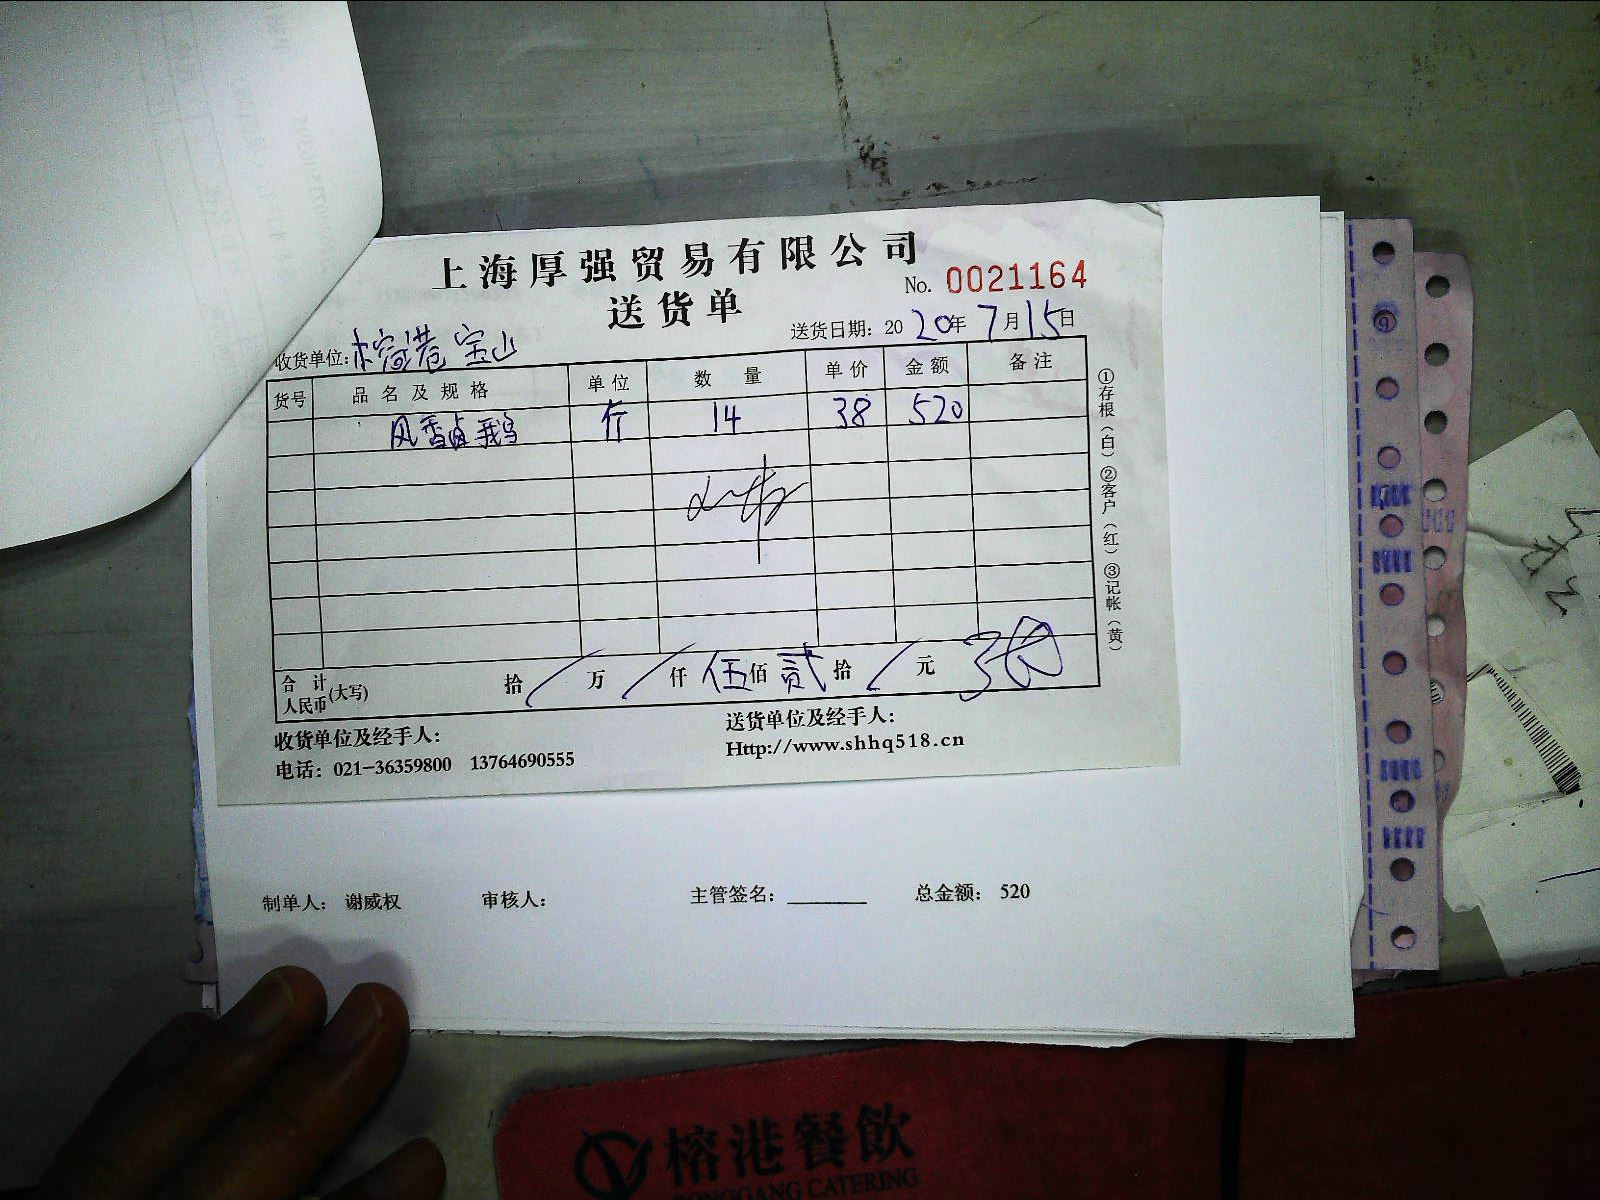 上海厚强贸易有限公司
送货单
No. 0021164
收货单位:榕港宝山
送货日期: 2020年7月15日
货号 品名及规格 单位 数量 单价 金额 备注
风香卤鹅 斤 14 38 520
合计人民币(大写) 拾/万/仟伍佰贰拾/元
①存根(白)②客户(红)③记帐(黄)
收货单位及经手人:
送货单位及经手人:
电话: 021-36359800 13764690555
Http://www.shhq518.cn
制单人: 谢威权 审核人: 主管签名: 总金额: 520
榕港餐飲
RONGGANG CATERING